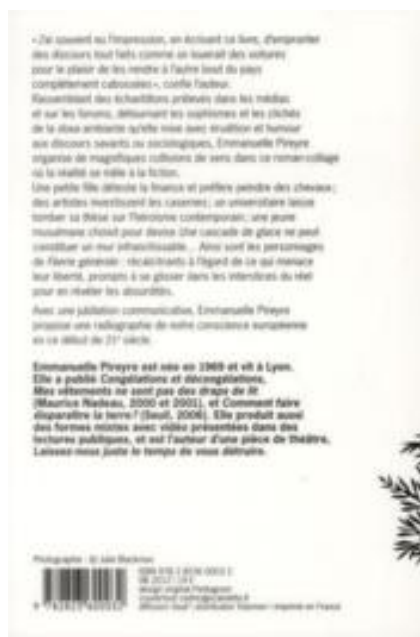 « J'ai souvent eu l'impression, en écrivant ce livre, d'emprunter
des discours tout faits comme on louerait des voitures
pour le plaisir de les rendre à l'autre bout du pays
complètement cabossées », confie l'auteur.
Rassemblant des échantillons prélevés dans les médias
et sur les forums, détournant les sophismes et les clichés
de la doxa ambiante qu'elle mixe avec érudition et humour
aux discours savants ou sociologiques, Emmanuelle Pireyre
organise de magnifiques collisions de sens dans ce roman-collage
où la réalité se mêle à la fiction.
Une petite fille déteste la finance et préfère peindre des chevaux ;
des artistes investissent les casernes ; un universitaire laisse
tomber sa thèse sur l'héroïsme contemporain ; une jeune
musulmane choisit pour devise Une cascade de glace ne peut
constituer un mur infranchissable... Ainsi sont les personnages
de Féerie générale : récalcitrants à l'égard de ce qui menace
leur liberté, prompts à se glisser dans les interstices du réel
pour en révéler les absurdités.
Avec une jubilation communicative, Emmanuelle Pireyre
propose une radiographie de notre conscience européenne
en ce début de 21e siècle.
Emmanuelle Pireyre est née en 1969 et vit à Lyon.
Elle a publié Congélations et décongélations,
Mes vêtements ne sont pas des draps de lit
(Maurice Nadeau, 2000 et 2001), et Comment faire
disparaître la terre ? (Seuil, 2006). Elle produit aussi
des formes mixtes avec vidéo présentées dans des
lectures publiques, et est l'auteur d'une pièce de théâtre,
Laissez-nous juste le temps de vous détruire.
Photographie : © Julie Blackmon
ISBN
design original
imprimé en France